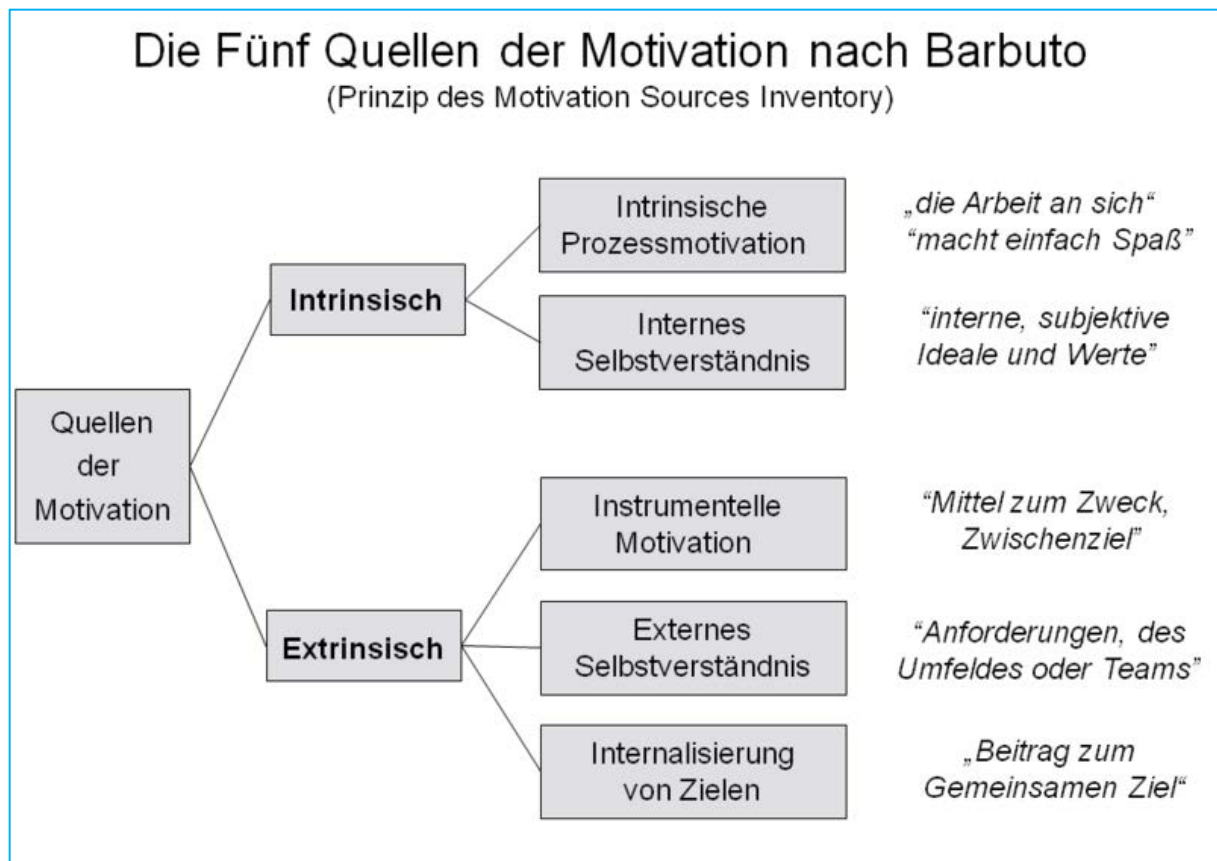 Die Fünf Quellen der Motivation nach Barbuto
(Prinzip des Motivation Sources Inventory)
Quellen
der
Motivation
Intrinsisch
Intrinsische
Prozessmotivation
„die Arbeit an sich“
“macht einfach Spaß”
Internes
Selbstverständnis
“interne, subjektive
Ideale und Werte”
Extrinsisch
Instrumentelle
Motivation
“Mittel zum Zweck,
Zwischenziel”
Externes
Selbstverständnis
“Anforderungen, des
Umfeldes oder Teams”
Internalisierung
von Zielen
„Beitrag zum
Gemeinsamen Ziel“